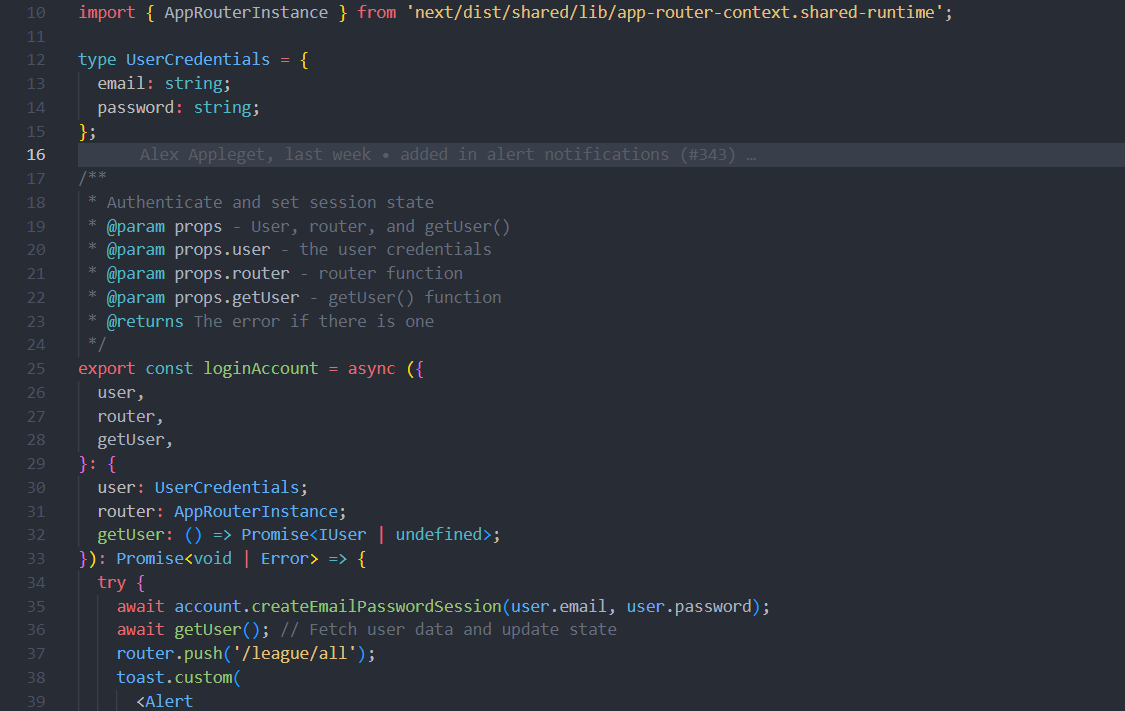 10 import { AppRouterInstance } from 'next/dist/shared/lib/app-router-context.shared-runtime';
11
12 type UserCredentials = {
13   email: string;
14   password: string;
15 };
16       Alex Appleget, last week • added in alert notifications (#343) …
17 /**
18  * Authenticate and set session state
19  * @param props - User, router, and getUser()
20  * @param props.user - the user credentials
21  * @param props.router - router function
22  * @param props.getUser - getUser() function
23  * @returns The error if there is one
24  */
25 export const loginAccount = async ({
26   user,
27   router,
28   getUser,
29 }: {
30   user: UserCredentials;
31   router: AppRouterInstance;
32   getUser: () => Promise<IUser | undefined>;
33 }): Promise<void | Error> => {
34   try {
35     await account.createEmailPasswordSession(user.email, user.password);
36     await getUser(); // Fetch user data and update state
37     router.push('/league/all');
38     toast.custom(
39       <Alert